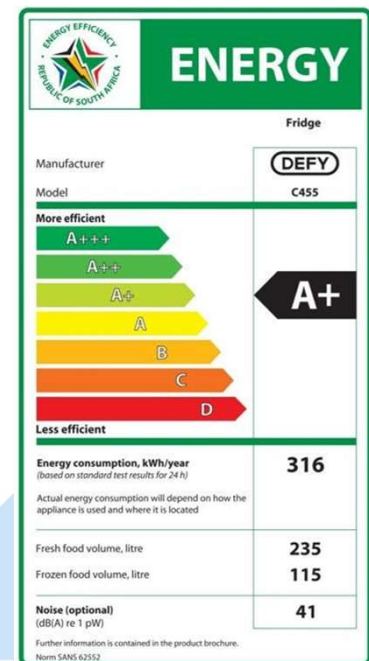 ENERGY EFFICIENCY
REPUBLIC OF SOUTH AFRICA
ENERGY
Fridge
Manufacturer DEFY
Model C455
More efficient
A+++
A++
A+ A+
A
B
C
D
Less efficient
Energy consumption, kWh/year 316
(based on standard test results for 24 h)
Actual energy consumption will depend on how the
appliance is used and where it is located
Fresh food volume, litre 235
Frozen food volume, litre 115
Noise (optional) 41
(dB(A) re 1 pW)
Further information is contained in the product brochure.
Norm SANS 62552